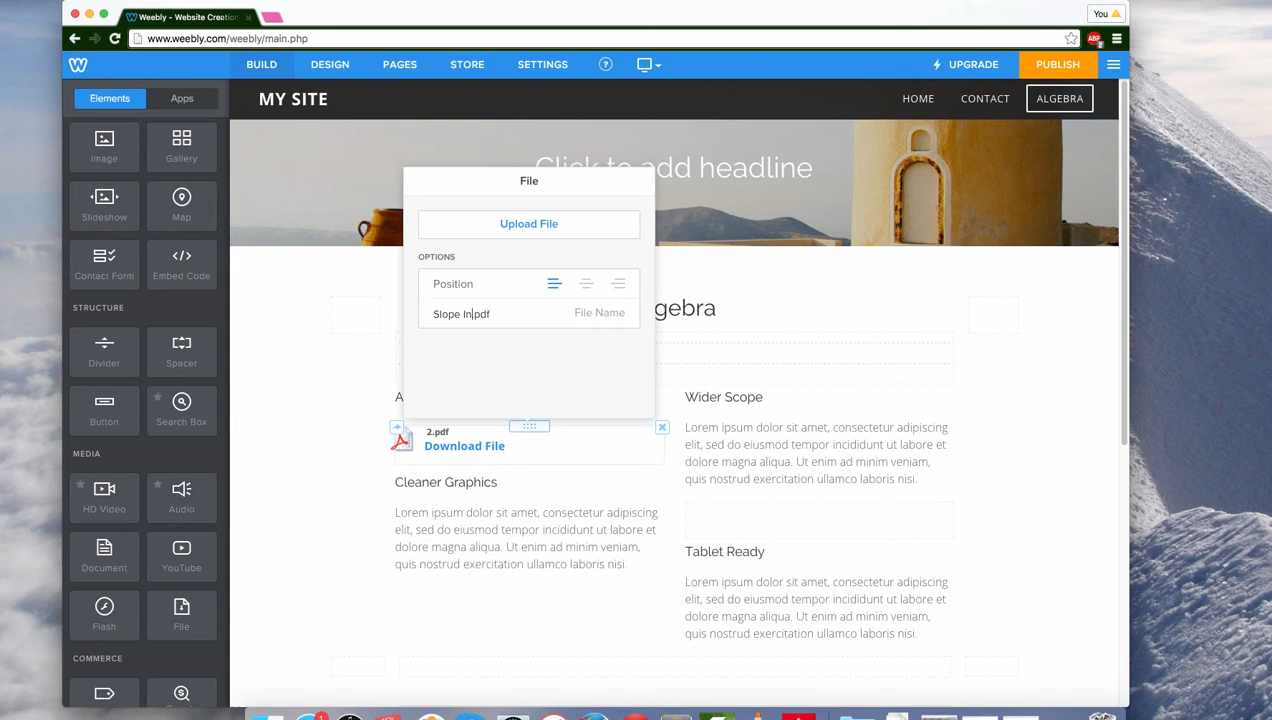 Weebly - Website Creation
You
www.weebly.com/weebly/main.php
ABP
2
BUILD
DESIGN
PAGES
STORE
SETTINGS
?
UPGRADE
PUBLISH
Elements
Apps
Image
Gallery
Slideshow
Map
Contact Form
Embed Code
STRUCTURE
Divider
Spacer
Button
Search Box
MEDIA
HD Video
Audio
Document
YouTube
Flash
File
COMMERCE
MY SITE
HOME
CONTACT
ALGEBRA
Click to add headline
File
Upload File
OPTIONS
Position
Slope In.pdf
File Name
gebra
A
2.pdf
Download File
Cleaner Graphics
Lorem ipsum dolor sit amet, consectetur adipisicing
elit, sed do eiusmod tempor incididunt ut labore et
dolore magna aliqua. Ut enim ad minim veniam,
quis nostrud exercitation ullamco laboris nisi.
Wider Scope
Lorem ipsum dolor sit amet, consectetur adipisicing
elit, sed do eiusmod tempor incididunt ut labore et
dolore magna aliqua. Ut enim ad minim veniam,
quis nostrud exercitation ullamco laboris nisi.
Tablet Ready
Lorem ipsum dolor sit amet, consectetur adipisicing
elit, sed do eiusmod tempor incididunt ut labore et
dolore magna aliqua. Ut enim ad minim veniam,
quis nostrud exercitation ullamco laboris nisi.
1
NOV